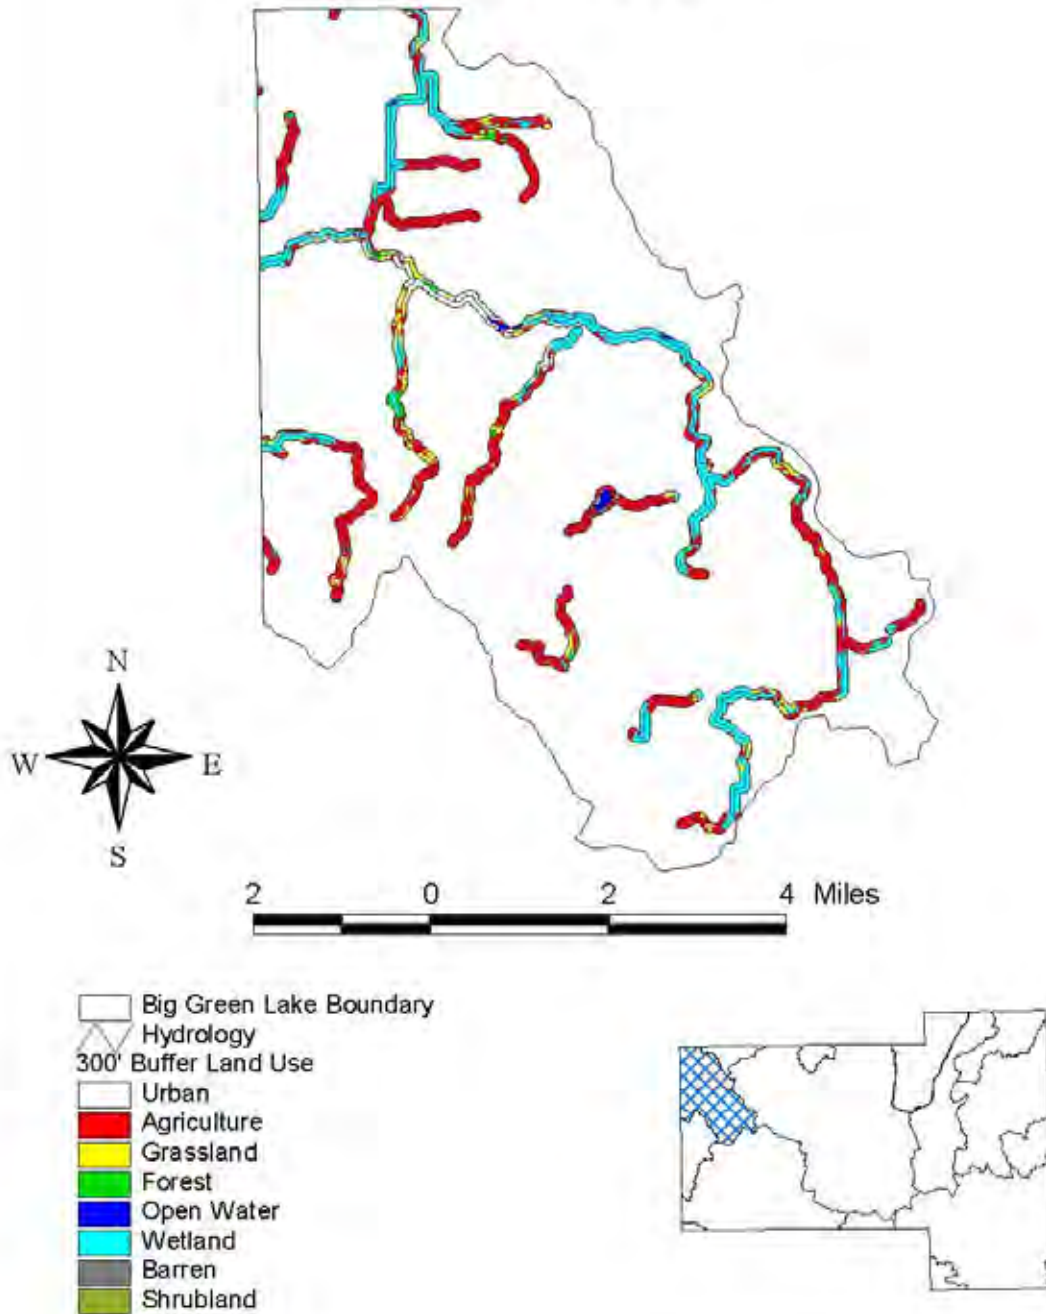 N
W E
S
2 0 2 4 Miles
Big Green Lake Boundary
Hydrology
300' Buffer Land Use
Urban
Agriculture
Grassland
Forest
Open Water
Wetland
Barren
Shrubland